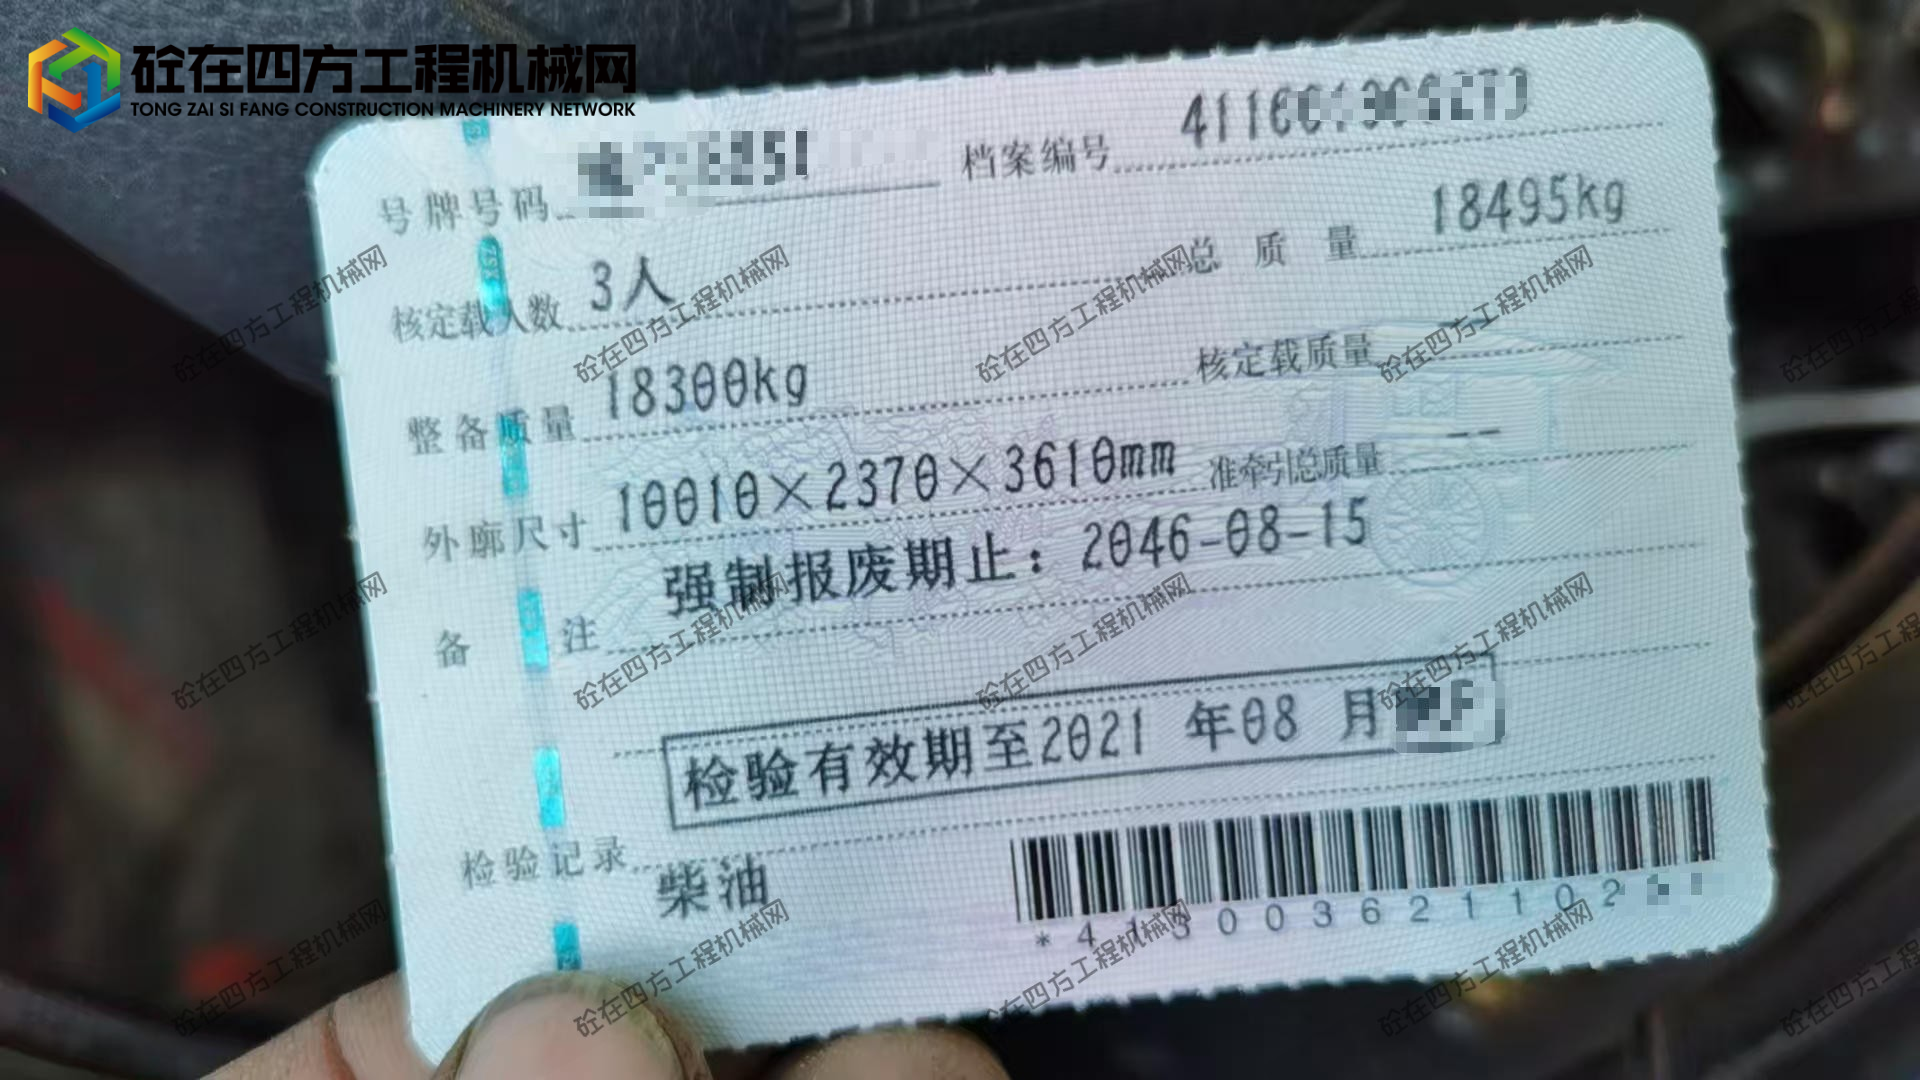 砼在四方工程机械网
TONG ZAI SI FANG CONSTRUCTION MACHINERY NETWORK
号牌号码 档案编号
核定载人数 3人 总质量 18495kg
整备质量 18300kg 核定载质量
外廓尺寸 10010×2370×3610mm 准牵引总质量 --
备注 强制报废期止：2046-08-15
检验有效期至2021 年08 月
检验记录
柴油
*413003621102